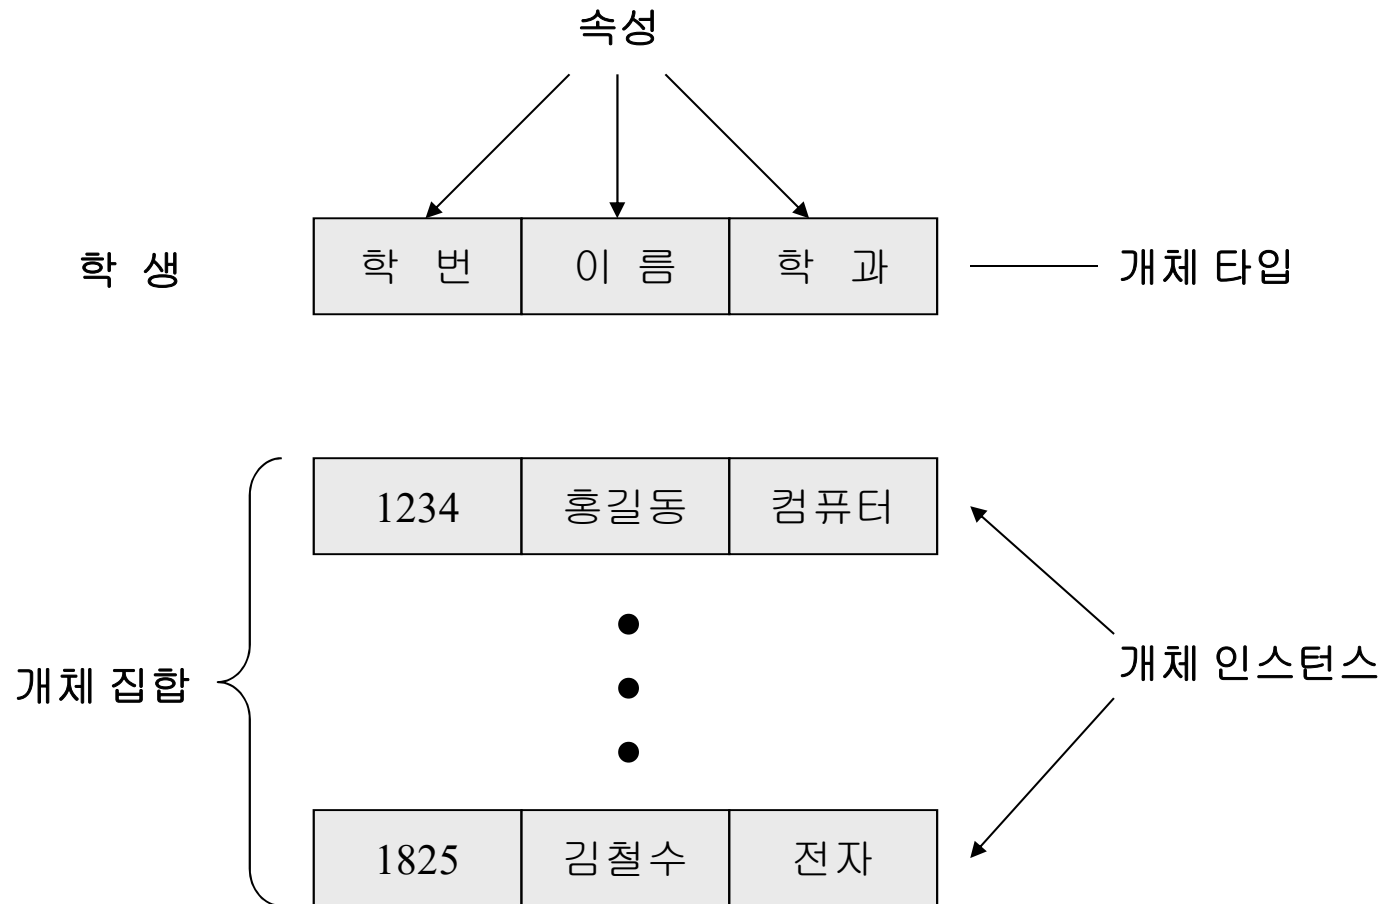 속성
학 생 학 번 이 름 학 과 개체 타입
1234 홍길동 컴퓨터
개체 집합 개체 인스턴스
1825 김철수 전자